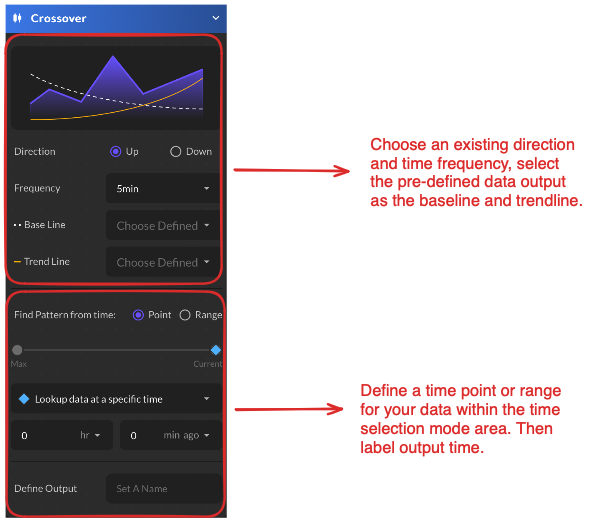 Crossover
Direction Up Down
Frequency 5min
Base Line Choose Defined
Trend Line Choose Defined
Choose an existing direction
and time frequency, select
the pre-defined data output
as the baseline and trendline.
Find Pattern from time: Point Range
Max Current
Lookup data at a specific time
0 hr 0 min ago
Define Output Set A Name
Define a time point or range
for your data within the time
selection mode area. Then
label output time.